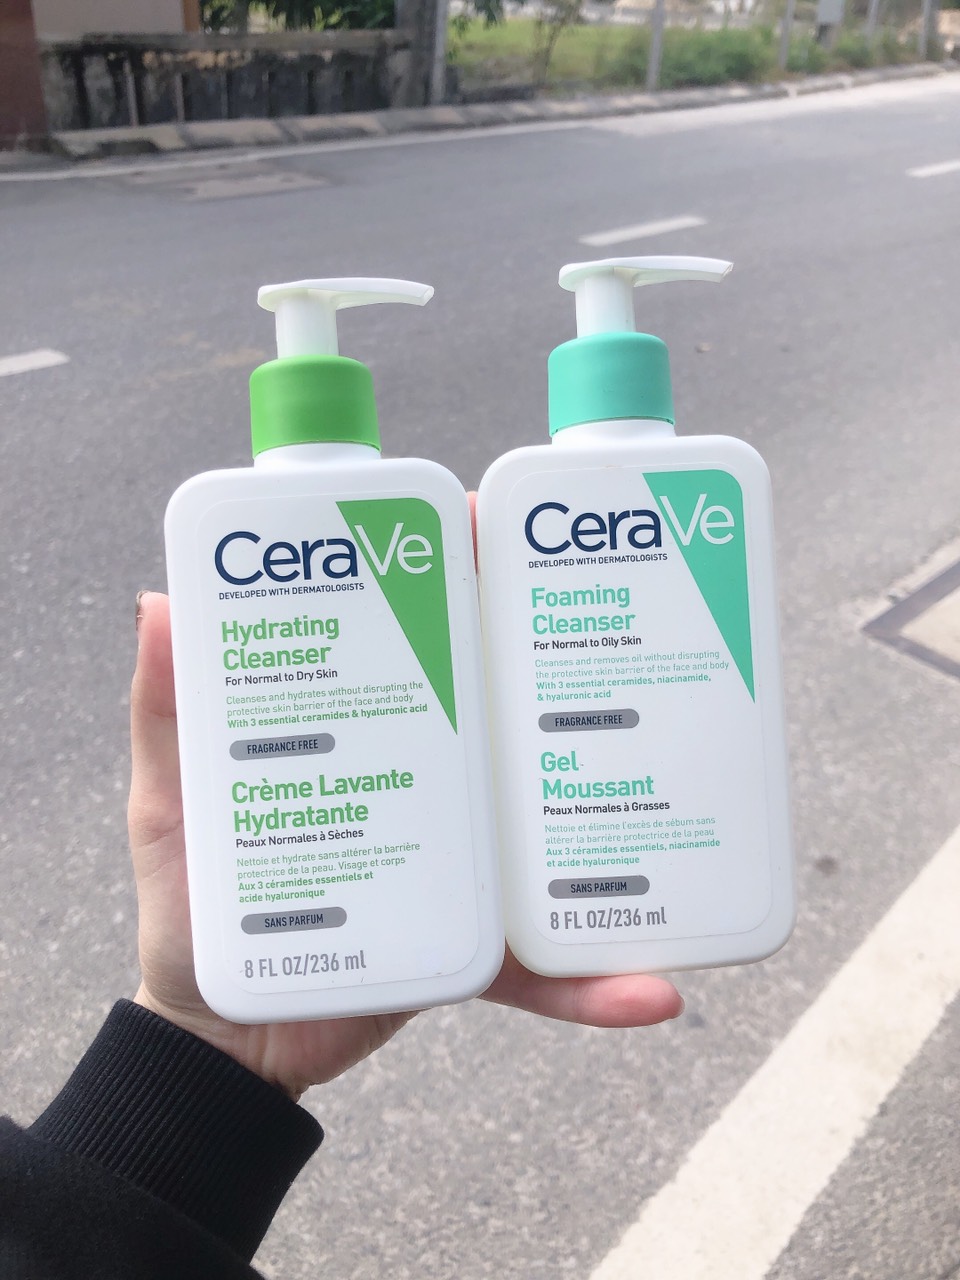 CeraVe
DEVELOPED WITH DERMATOLOGISTS
Hydrating
Cleanser
For Normal to Dry Skin
Cleanses and hydrates without disrupting the
protective skin barrier of the face and body
With 3 essential ceramides & hyaluronic acid
FRAGRANCE FREE
Crème Lavante
Hydratante
Peaux Normales à Sèches
Nettoie et hydrate sans altérer la barrière
protectrice de la peau. Visage et corps
Aux 3 céramides essentiels et
acide hyaluronique
SANS PARFUM
8 FL OZ/236 ml
CeraVe
DEVELOPED WITH DERMATOLOGISTS
Foaming
Cleanser
For Normal to Oily Skin
Cleanses and removes oil without disrupting
the protective skin barrier of the face and body
With 3 essential ceramides, niacinamide,
& hyaluronic acid
FRAGRANCE FREE
Gel
Moussant
Peaux Normales à Grasses
Nettoie et élimine l'excès de sébum sans
altérer la barrière protectrice de la peau
Aux 3 céramides essentiels, niacinamide
et acide hyaluronique
SANS PARFUM
8 FL OZ/236 ml